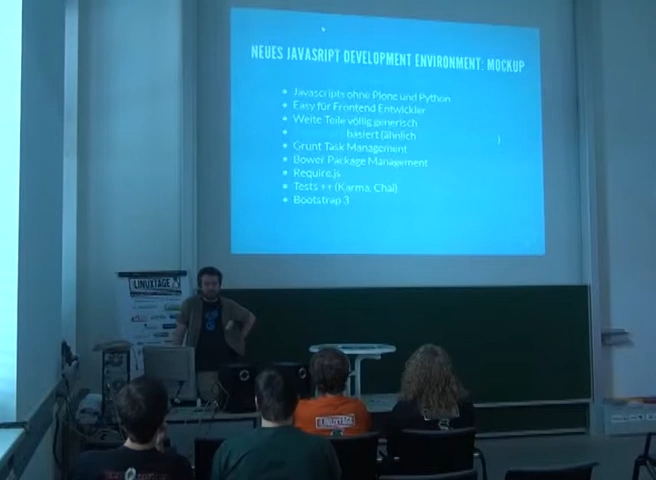 NEUES JAVASRIPT DEVELOPMENT ENVIRONMENT: MOCKUP
Javascripts ohne Plone und Python
Easy für Frontend Entwickler
Weite Teile völlig generisch
basiert (ähnlich )
Grunt Task Management
Bower Package Management
Require.js
Tests ++ (Karma, Chai)
Bootstrap 3
LINUXTAGE
LINUXTAGE